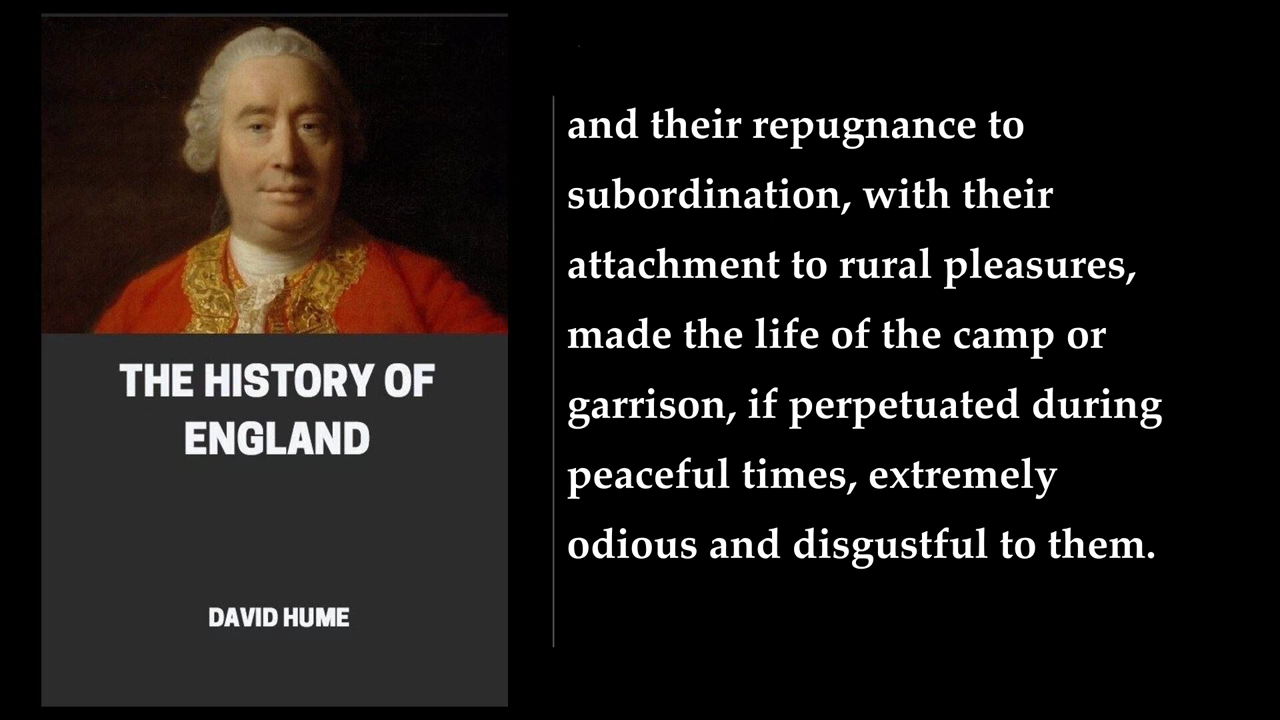 THE HISTORY OF
ENGLAND
DAVID HUME
and their repugnance to
subordination, with their
attachment to rural pleasures,
made the life of the camp or
garrison, if perpetuated during
peaceful times, extremely
odious and disgustful to them.